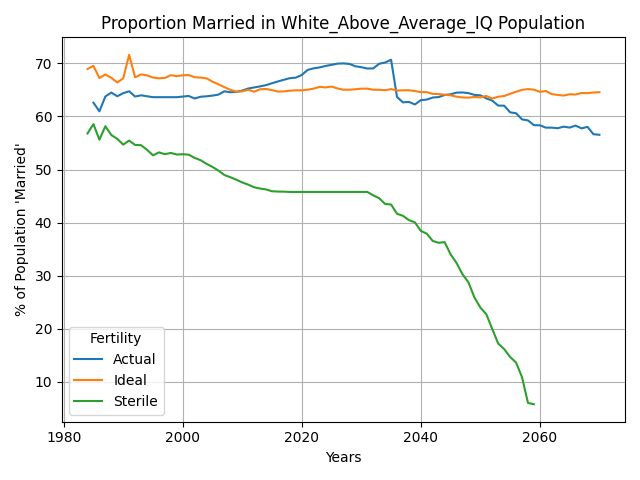 Proportion Married in White_Above_Average_IQ Population
% of Population 'Married'
70
60
50
40
30
20
10
Fertility
Actual
Ideal
Sterile
1980
2000
2020
2040
2060
Years